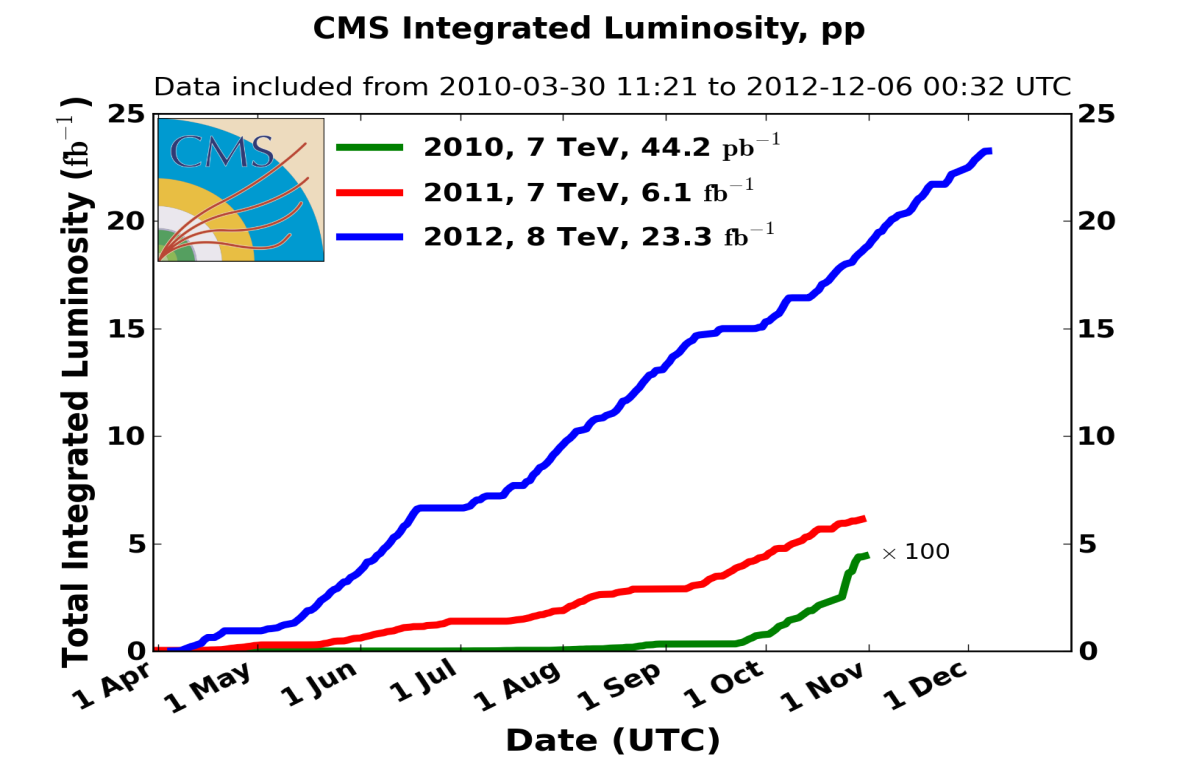 CMS Integrated Luminosity, pp
Data included from 2010-03-30 11:21 to 2012-12-06 00:32 UTC
Total Integrated Luminosity (fb⁻¹)
25
20
15
10
5
0
CMS
2010, 7 TeV, 44.2 pb⁻¹
2011, 7 TeV, 6.1 fb⁻¹
2012, 8 TeV, 23.3 fb⁻¹
× 100
25
20
15
10
5
0
1 Apr
1 May
1 Jun
1 Jul
1 Aug
1 Sep
1 Oct
1 Nov
1 Dec
Date (UTC)